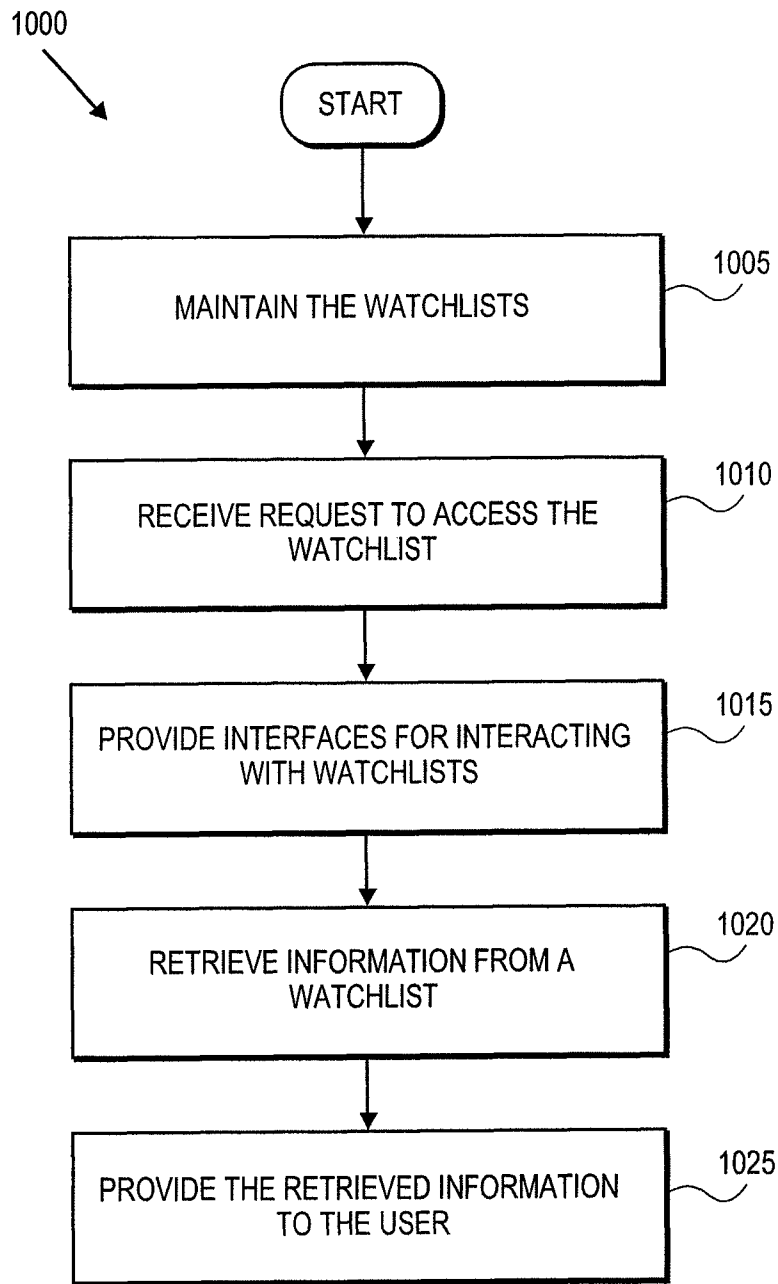 1000
START
MAINTAIN THE WATCHLISTS
1005
RECEIVE REQUEST TO ACCESS THE
WATCHLIST
1010
PROVIDE INTERFACES FOR INTERACTING
WITH WATCHLISTS
1015
RETRIEVE INFORMATION FROM A
WATCHLIST
1020
PROVIDE THE RETRIEVED INFORMATION
TO THE USER
1025